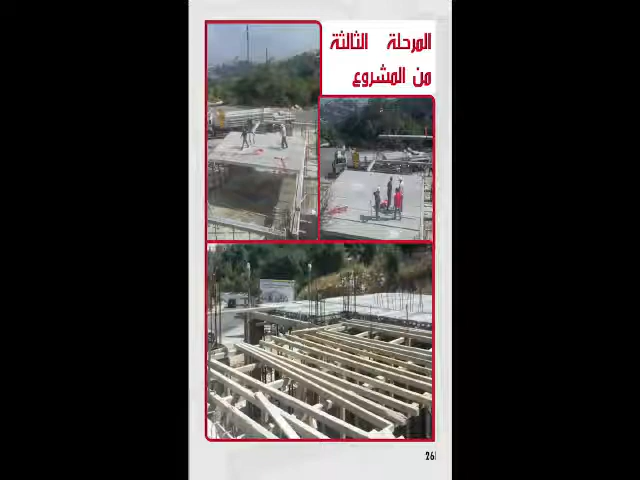 المرحلة الثالثة
من المشروع
26